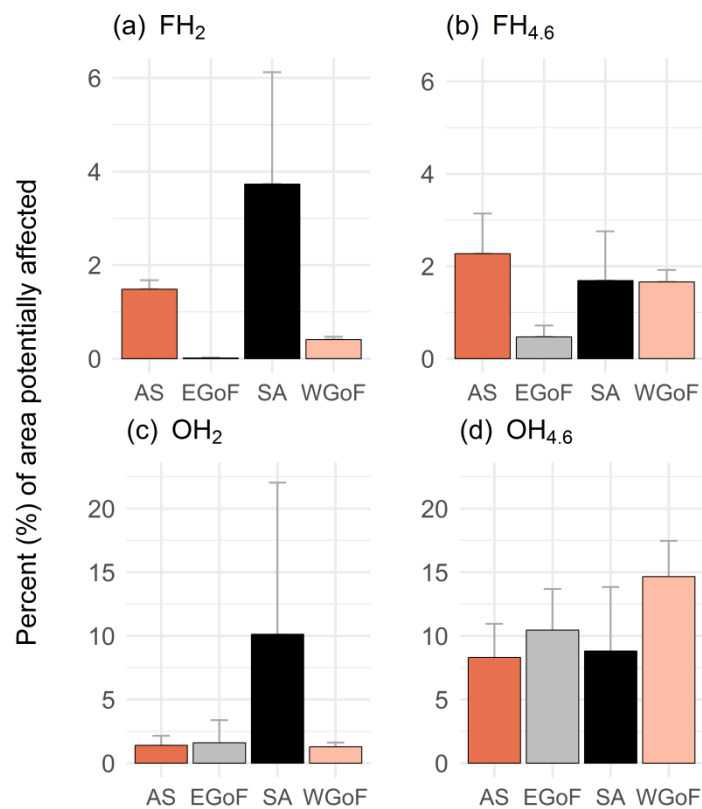 (a) FH₂
(b) FH₄.₆
Percent (%) of area potentially affected
6
4
2
0
AS EGoF SA WGoF
6
4
2
0
AS EGoF SA WGoF
(c) OH₂
(d) OH₄.₆
20
15
10
5
0
AS EGoF SA WGoF
20
15
10
5
0
AS EGoF SA WGoF